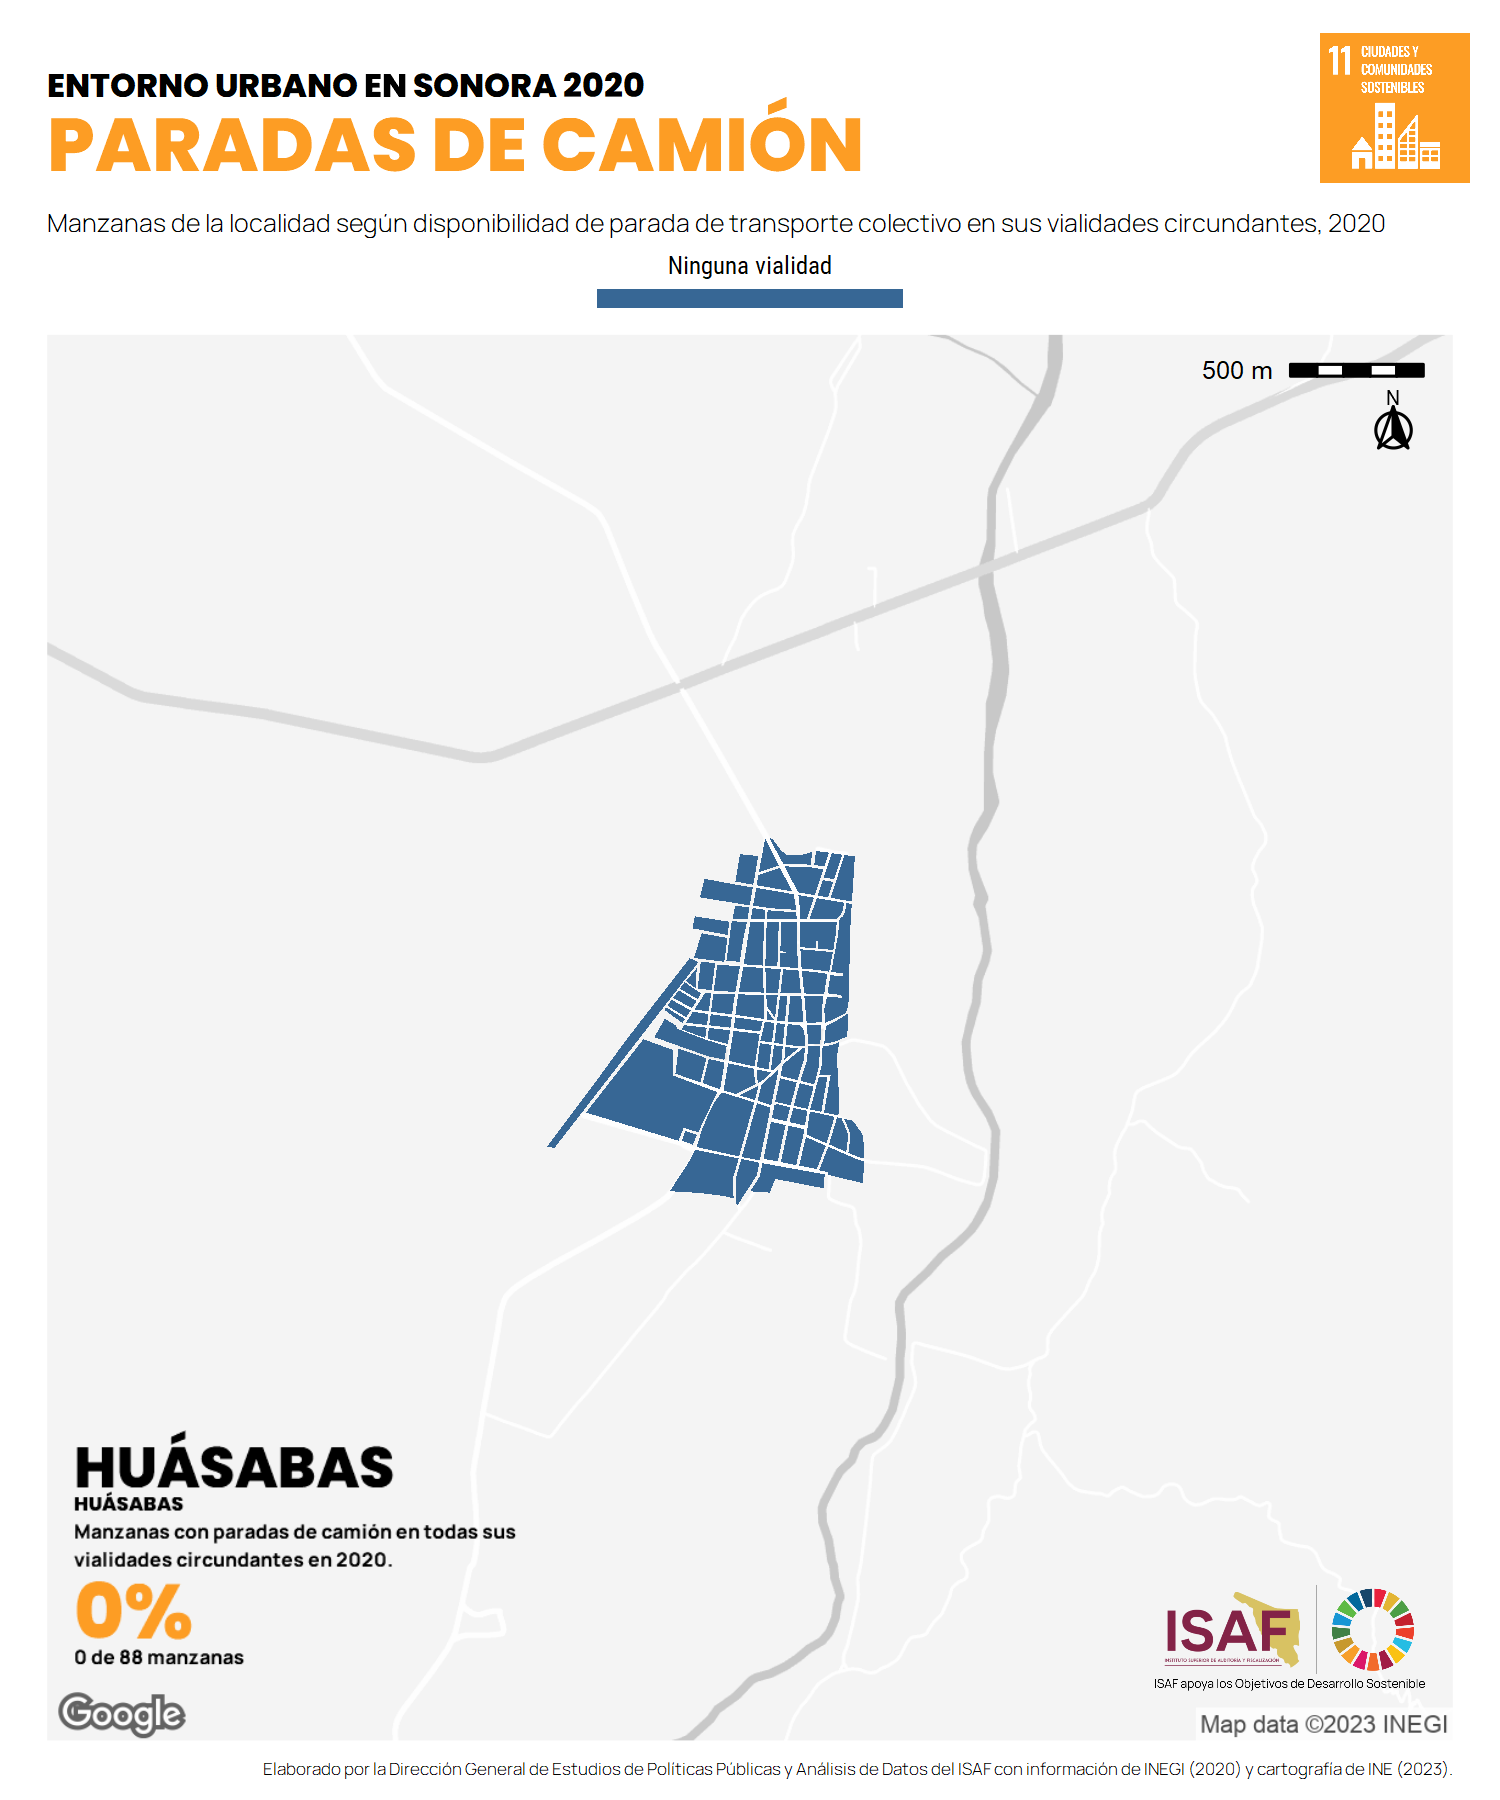 ENTORNO URBANO EN SONORA 2020
PARADAS DE CAMIÓN
11 CIUDADES Y
COMUNIDADES
SOSTENIBLES
Manzanas de la localidad según disponibilidad de parada de transporte colectivo en sus vialidades circundantes, 2020
Ninguna vialidad
500 m
N
HUÁSABAS
HUÁSABAS
Manzanas con paradas de camión en todas sus
vialidades circundantes en 2020.
0%
0 de 88 manzanas
ISAF
INSTITUTO SUPERIOR DE AUDITORÍA Y FISCALIZACIÓN
ISAF apoya los Objetivos de Desarrollo Sostenible
Google
Map data ©2023 INEGI
Elaborado por la Dirección General de Estudios de Políticas Públicas y Análisis de Datos del ISAF con información de INEGI (2020) y cartografía de INE (2023).